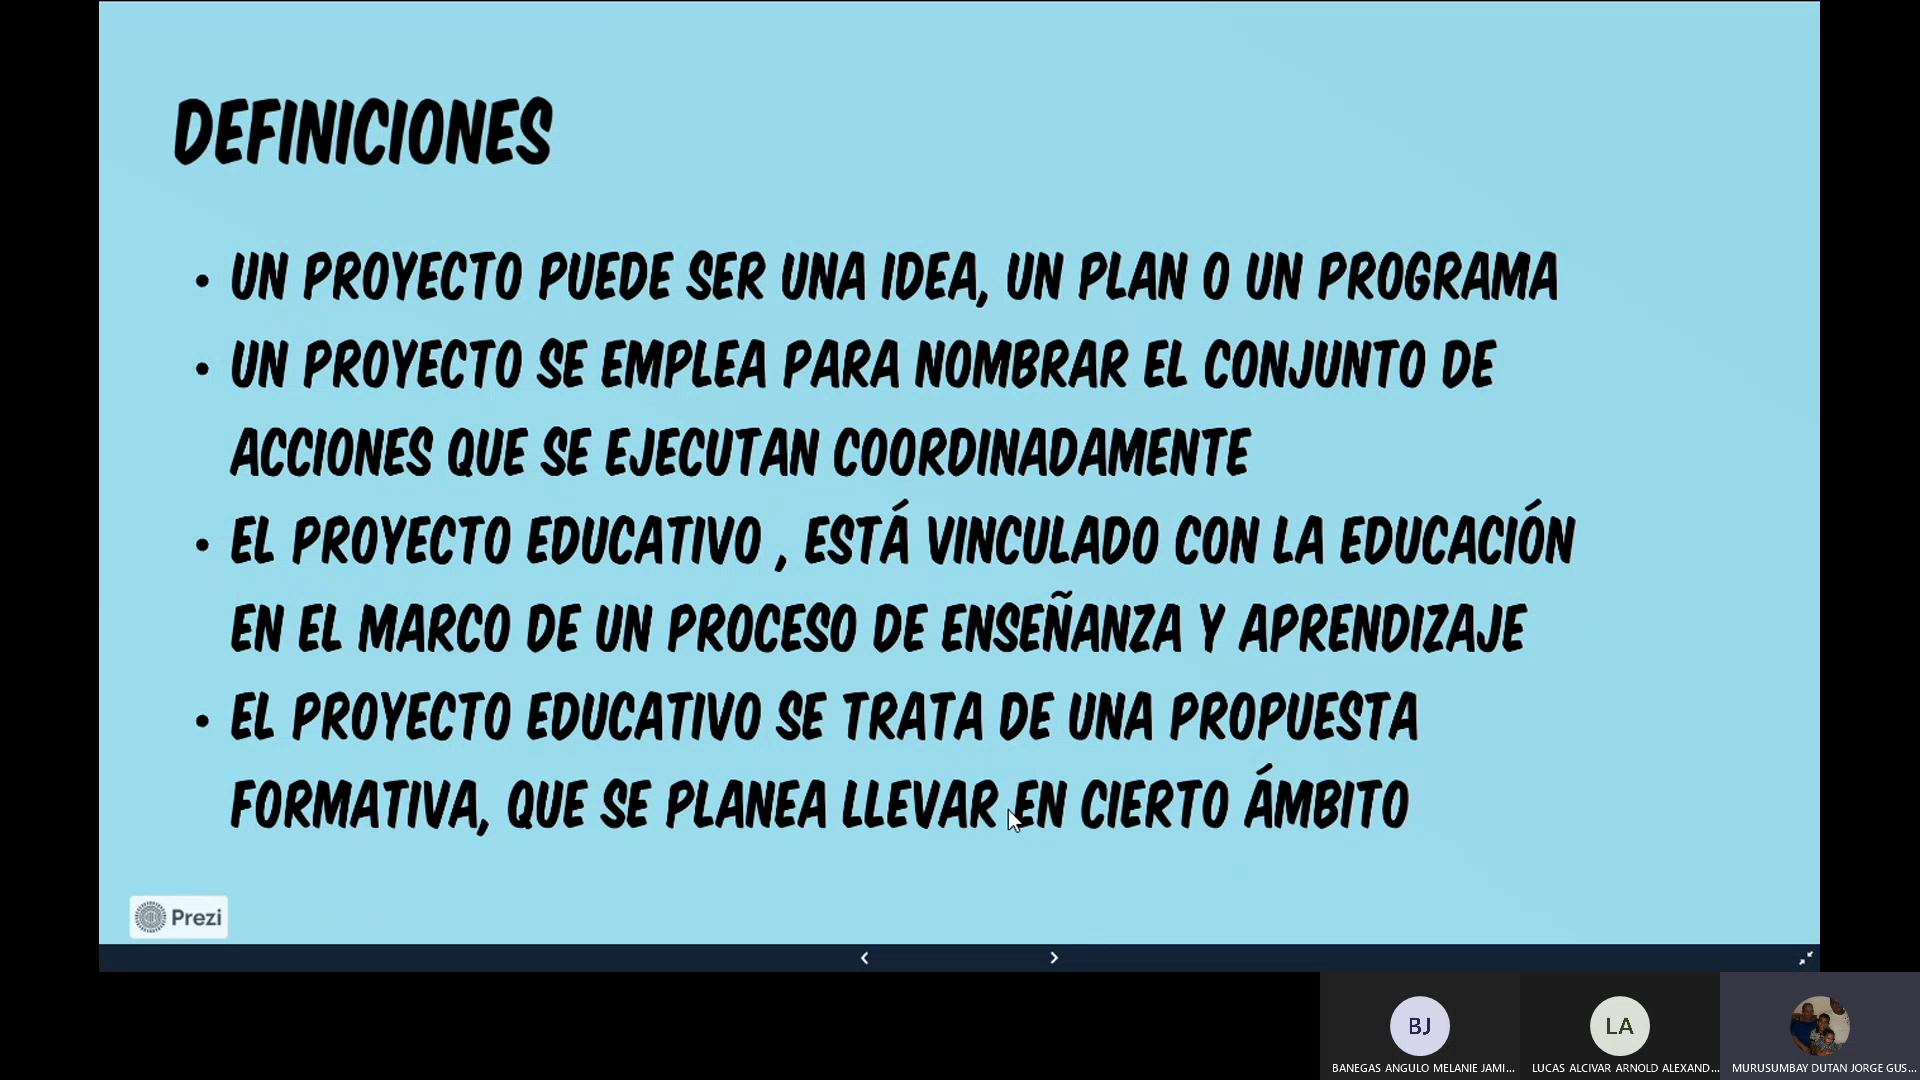 DEFINICIONES
• UN PROYECTO PUEDE SER UNA IDEA, UN PLAN O UN PROGRAMA
• UN PROYECTO SE EMPLEA PARA NOMBRAR EL CONJUNTO DE
ACCIONES QUE SE EJECUTAN COORDINADAMENTE
• EL PROYECTO EDUCATIVO , ESTÁ VINCULADO CON LA EDUCACIÓN
EN EL MARCO DE UN PROCESO DE ENSEÑANZA Y APRENDIZAJE
• EL PROYECTO EDUCATIVO SE TRATA DE UNA PROPUESTA
FORMATIVA, QUE SE PLANEA LLEVAR EN CIERTO ÁMBITO
Prezi
BJ
LA
BANEGAS ANGULO MELANIE JAMI...
LUCAS ALCIVAR ARNOLD ALEXAND...
MURUSUMBAY DUTAN JORGE GUS...